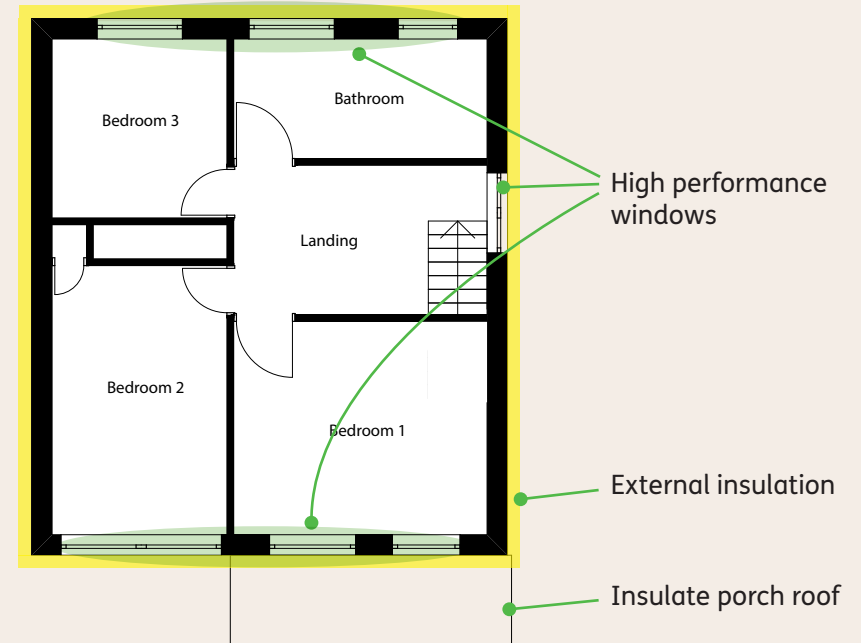 Bedroom 3
Bathroom
High performance
windows
Landing
Bedroom 2
Bedroom 1
External insulation
Insulate porch roof